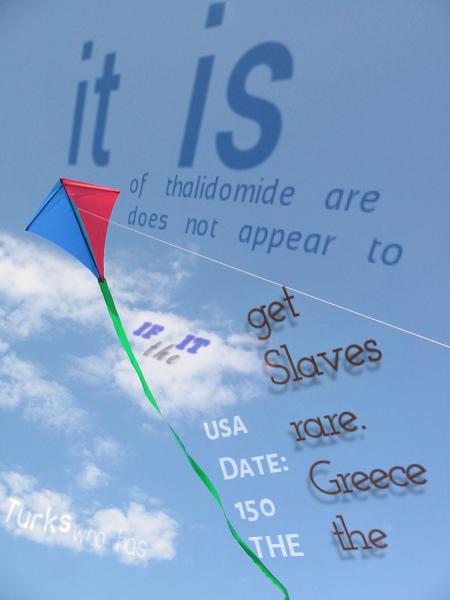 it is
of thalidomide are
does not appear to
get
Slaves
rare.
Greece
the
IF IT
the
USA
DATE:
150
THE
Turks who has